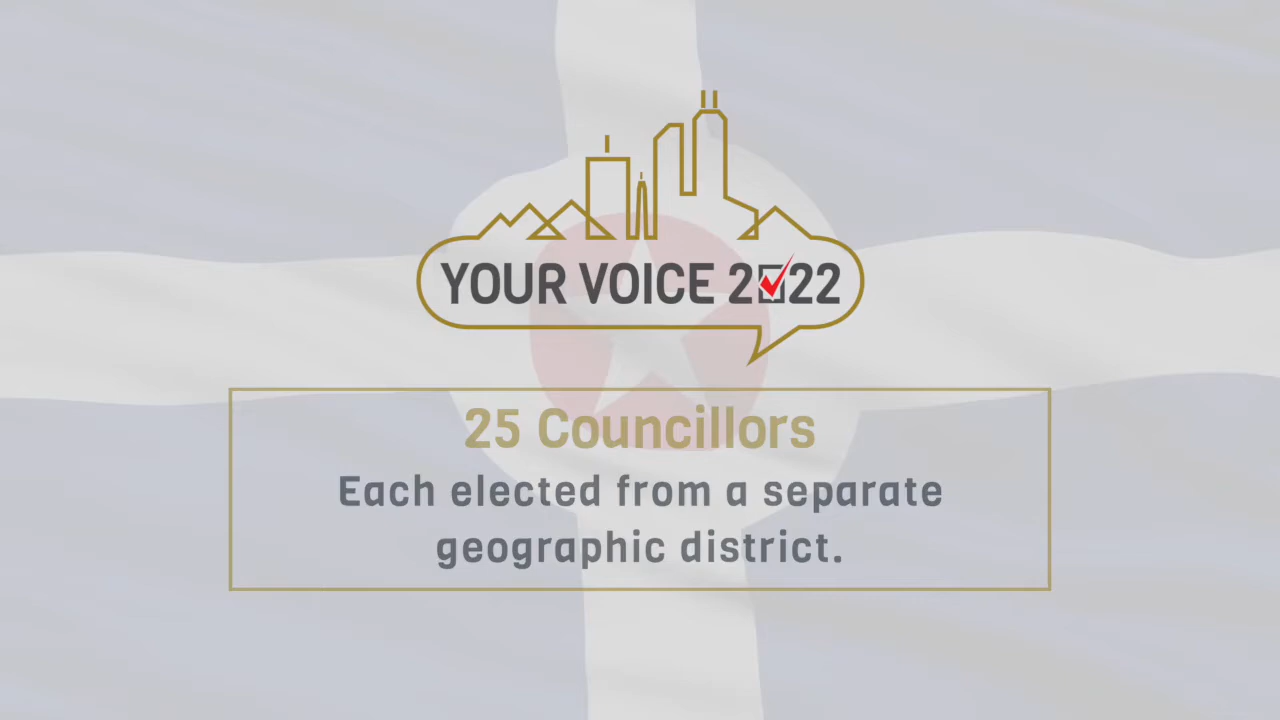 YOUR VOICE 2022
25 Councillors
Each elected from a separate
geographic district.